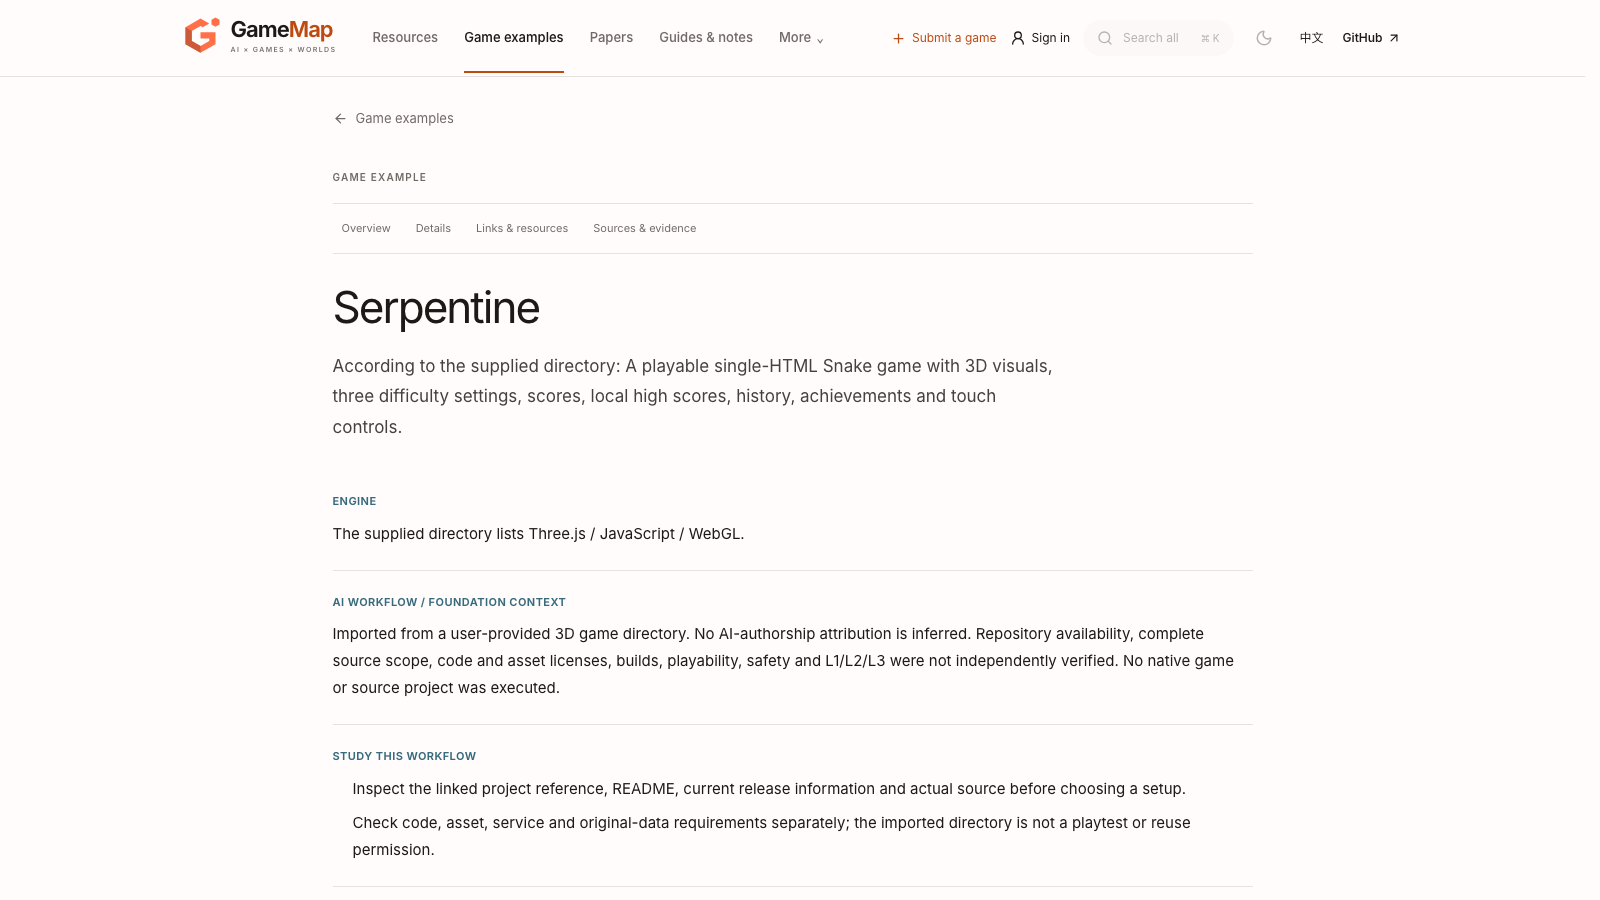 GameMap
AI × GAMES × WORLDS
Resources
Game examples
Papers
Guides & notes
More
Submit a game
Sign in
Search all
⌘ K
中文
GitHub
Game examples
GAME EXAMPLE
Overview
Details
Links & resources
Sources & evidence
Serpentine
According to the supplied directory: A playable single-HTML Snake game with 3D visuals,
three difficulty settings, scores, local high scores, history, achievements and touch
controls.
ENGINE
The supplied directory lists Three.js / JavaScript / WebGL.
AI WORKFLOW / FOUNDATION CONTEXT
Imported from a user-provided 3D game directory. No AI-authorship attribution is inferred. Repository availability, complete
source scope, code and asset licenses, builds, playability, safety and L1/L2/L3 were not independently verified. No native game
or source project was executed.
STUDY THIS WORKFLOW
Inspect the linked project reference, README, current release information and actual source before choosing a setup.
Check code, asset, service and original-data requirements separately; the imported directory is not a playtest or reuse
permission.